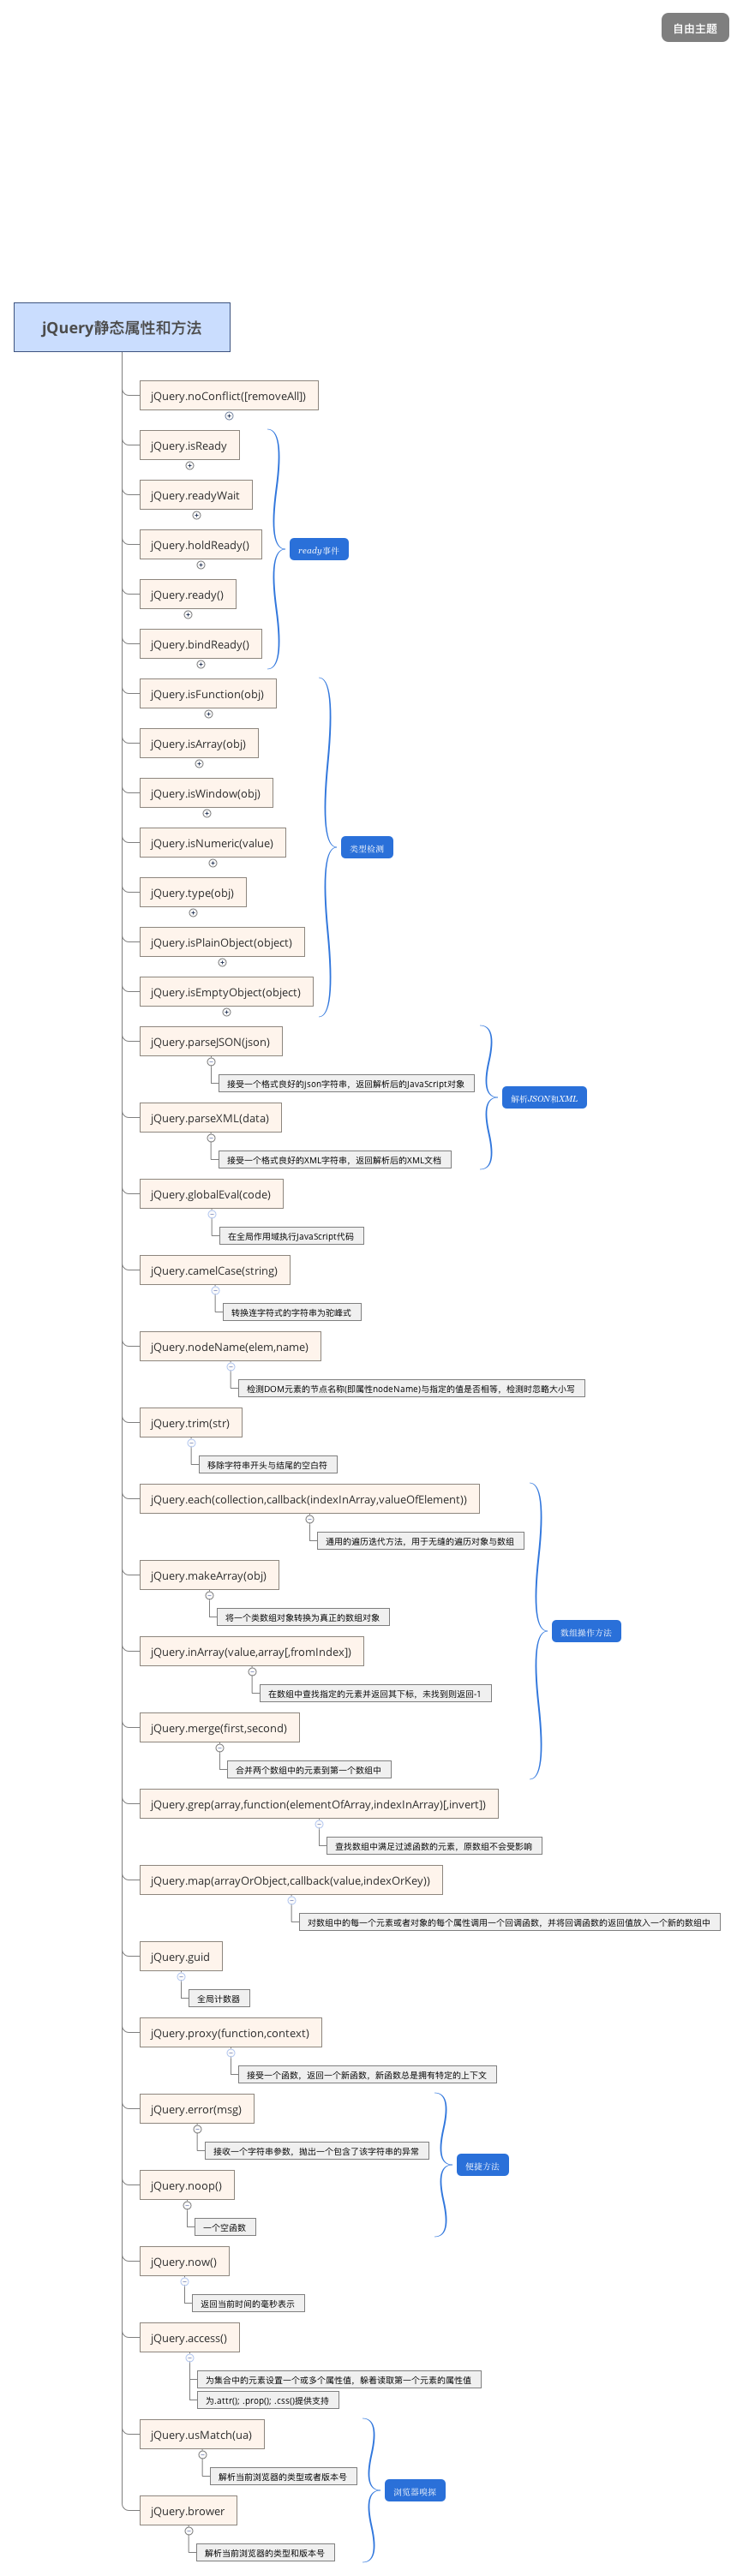 自由主题
jQuery静态属性和方法
jQuery.noConflict([removeAll])
jQuery.isReady
jQuery.readyWait
jQuery.holdReady()
ready事件
jQuery.ready()
jQuery.bindReady()
jQuery.isFunction(obj)
jQuery.isArray(obj)
jQuery.isWindow(obj)
jQuery.isNumeric(value)
类型检测
jQuery.type(obj)
jQuery.isPlainObject(object)
jQuery.isEmptyObject(object)
jQuery.parseJSON(json)
接受一个格式良好的json字符串，返回解析后的JavaScript对象
解析JSON和XML
jQuery.parseXML(data)
接受一个格式良好的XML字符串，返回解析后的XML文档
jQuery.globalEval(code)
在全局作用域执行JavaScript代码
jQuery.camelCase(string)
转换连字符式的字符串为驼峰式
jQuery.nodeName(elem,name)
检测DOM元素的节点名称(即属性nodeName)与指定的值是否相等，检测时忽略大小写
jQuery.trim(str)
移除字符串开头与结尾的空白符
jQuery.each(collection,callback(indexInArray,valueOfElement))
通用的遍历迭代方法，用于无缝的遍历对象与数组
jQuery.makeArray(obj)
将一个类数组对象转换为真正的数组对象
数组操作方法
jQuery.inArray(value,array[,fromIndex])
在数组中查找指定的元素并返回其下标，未找到则返回-1
jQuery.merge(first,second)
合并两个数组中的元素到第一个数组中
jQuery.grep(array,function(elementOfArray,indexInArray)[,invert])
查找数组中满足过滤函数的元素，原数组不会受影响
jQuery.map(arrayOrObject,callback(value,indexOrKey))
对数组中的每一个元素或者对象的每个属性调用一个回调函数，并将回调函数的返回值放入一个新的数组中
jQuery.guid
全局计数器
jQuery.proxy(function,context)
接受一个函数，返回一个新函数，新函数总是拥有特定的上下文
jQuery.error(msg)
接收一个字符串参数，抛出一个包含了该字符串的异常
便捷方法
jQuery.noop()
一个空函数
jQuery.now()
返回当前时间的毫秒表示
jQuery.access()
为集合中的元素设置一个或多个属性值，躲着读取第一个元素的属性值
为.attr(); .prop(); .css()提供支持
jQuery.usMatch(ua)
解析当前浏览器的类型或者版本号
浏览器嗅探
jQuery.brower
解析当前浏览器的类型和版本号